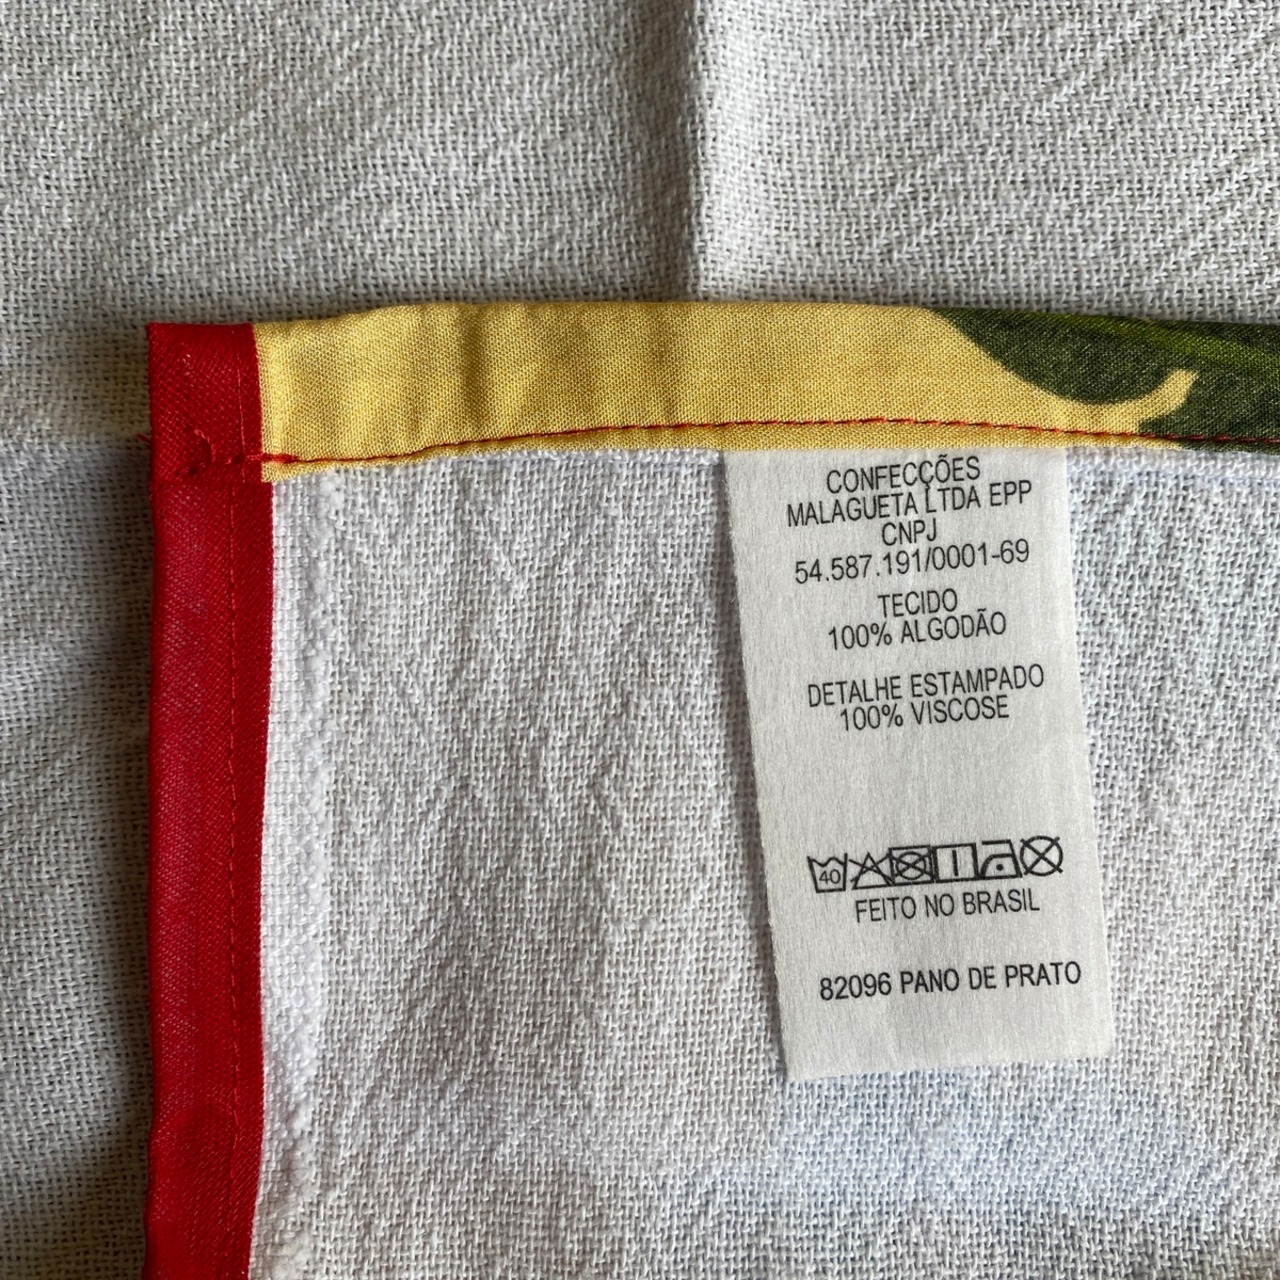 CONFECÇÕES
MALAGUETA LTDA EPP
CNPJ
54.587.191/0001-69
TECIDO
100% ALGODÃO
DETALHE ESTAMPADO
100% VISCOSE
40
FEITO NO BRASIL
82096 PANO DE PRATO